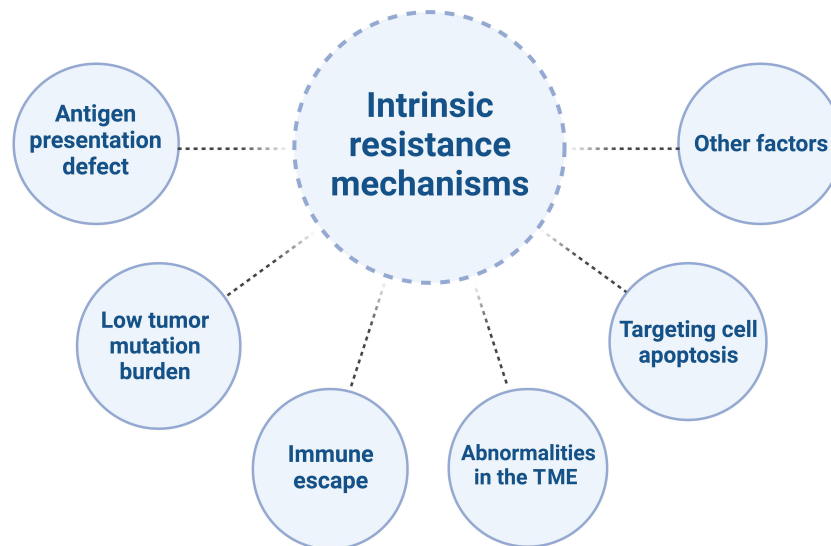 Intrinsic
resistance
mechanisms
Antigen
presentation
defect
Low tumor
mutation
burden
Immune
escape
Abnormalities
in the TME
Targeting cell
apoptosis
Other factors